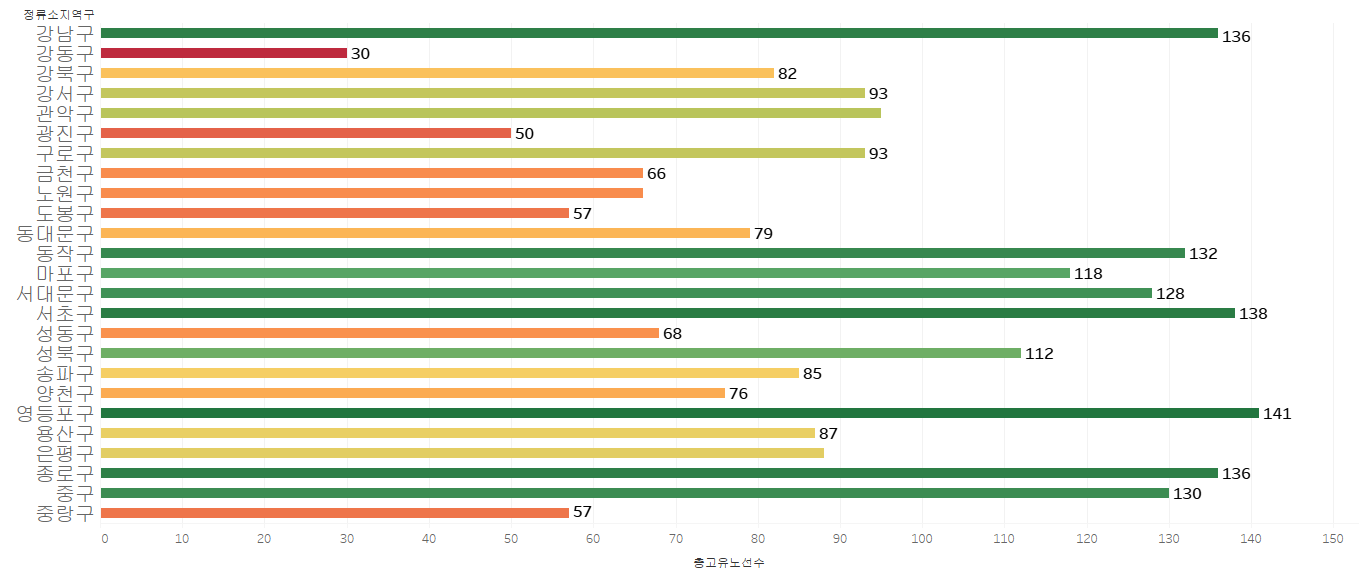 정류소지역구
강남구 136
강동구 30
강북구 82
강서구 93
관악구
광진구 50
구로구 93
금천구 66
노원구
도봉구 57
동대문구 79
동작구 132
마포구 118
서대문구 128
서초구 138
성동구 68
성북구 112
송파구 85
양천구 76
영등포구 141
용산구 87
은평구
종로구 136
중구 130
중랑구 57
0 10 20 30 40 50 60 70 80 90 100 110 120 130 140 150
총고유노선수